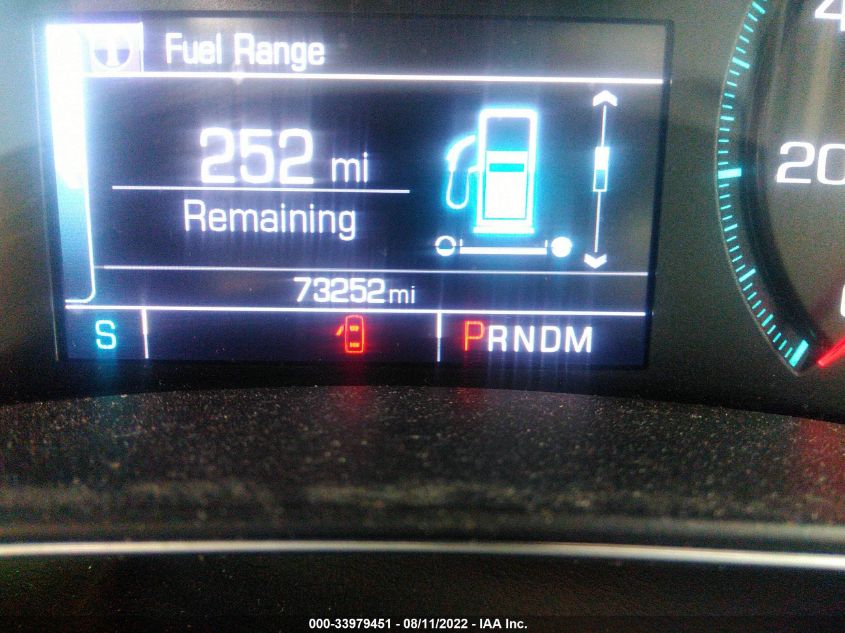 Fuel Range
252 mi
Remaining
73252 mi
S
PRNDM
20
000-33979451 - 08/11/2022 - IAA Inc.